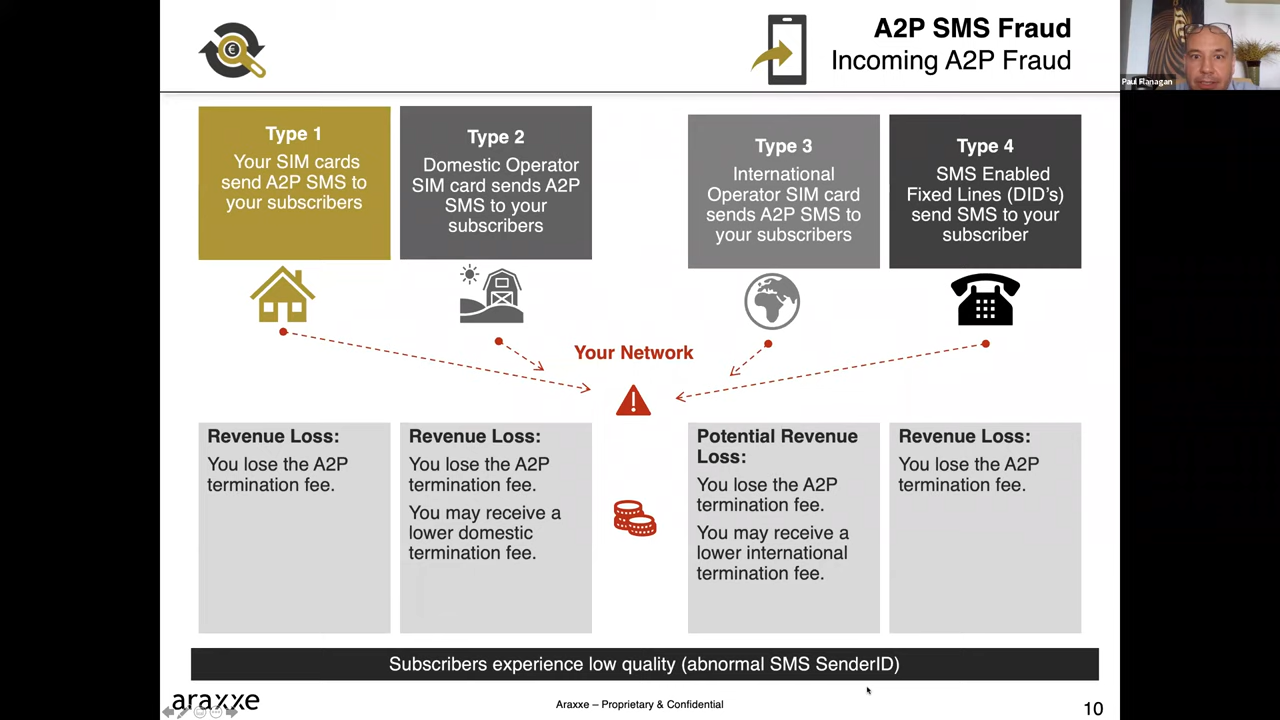 A2P SMS Fraud
Incoming A2P Fraud
Paul Flanagan
€
Type 1
Your SIM cards
send A2P SMS to
your subscribers
Type 2
Domestic Operator
SIM card sends A2P
SMS to your
subscribers
Type 3
International
Operator SIM card
sends A2P SMS to
your subscribers
Type 4
SMS Enabled
Fixed Lines (DID's)
send SMS to your
subscriber
Your Network
Revenue Loss:
You lose the A2P
termination fee.
Revenue Loss:
You lose the A2P
termination fee.
You may receive a
lower domestic
termination fee.
Potential Revenue
Loss:
You lose the A2P
termination fee.
You may receive a
lower international
termination fee.
Revenue Loss:
You lose the A2P
termination fee.
Subscribers experience low quality (abnormal SMS SenderID)
araxxe
Araxxe – Proprietary & Confidential
10